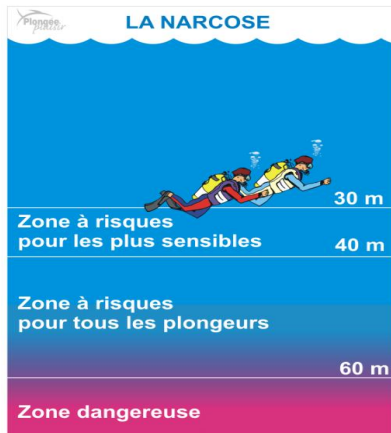 Plongée
plaisir
LA NARCOSE
30 m
Zone à risques
pour les plus sensibles
40 m
Zone à risques
pour tous les plongeurs
60 m
Zone dangereuse